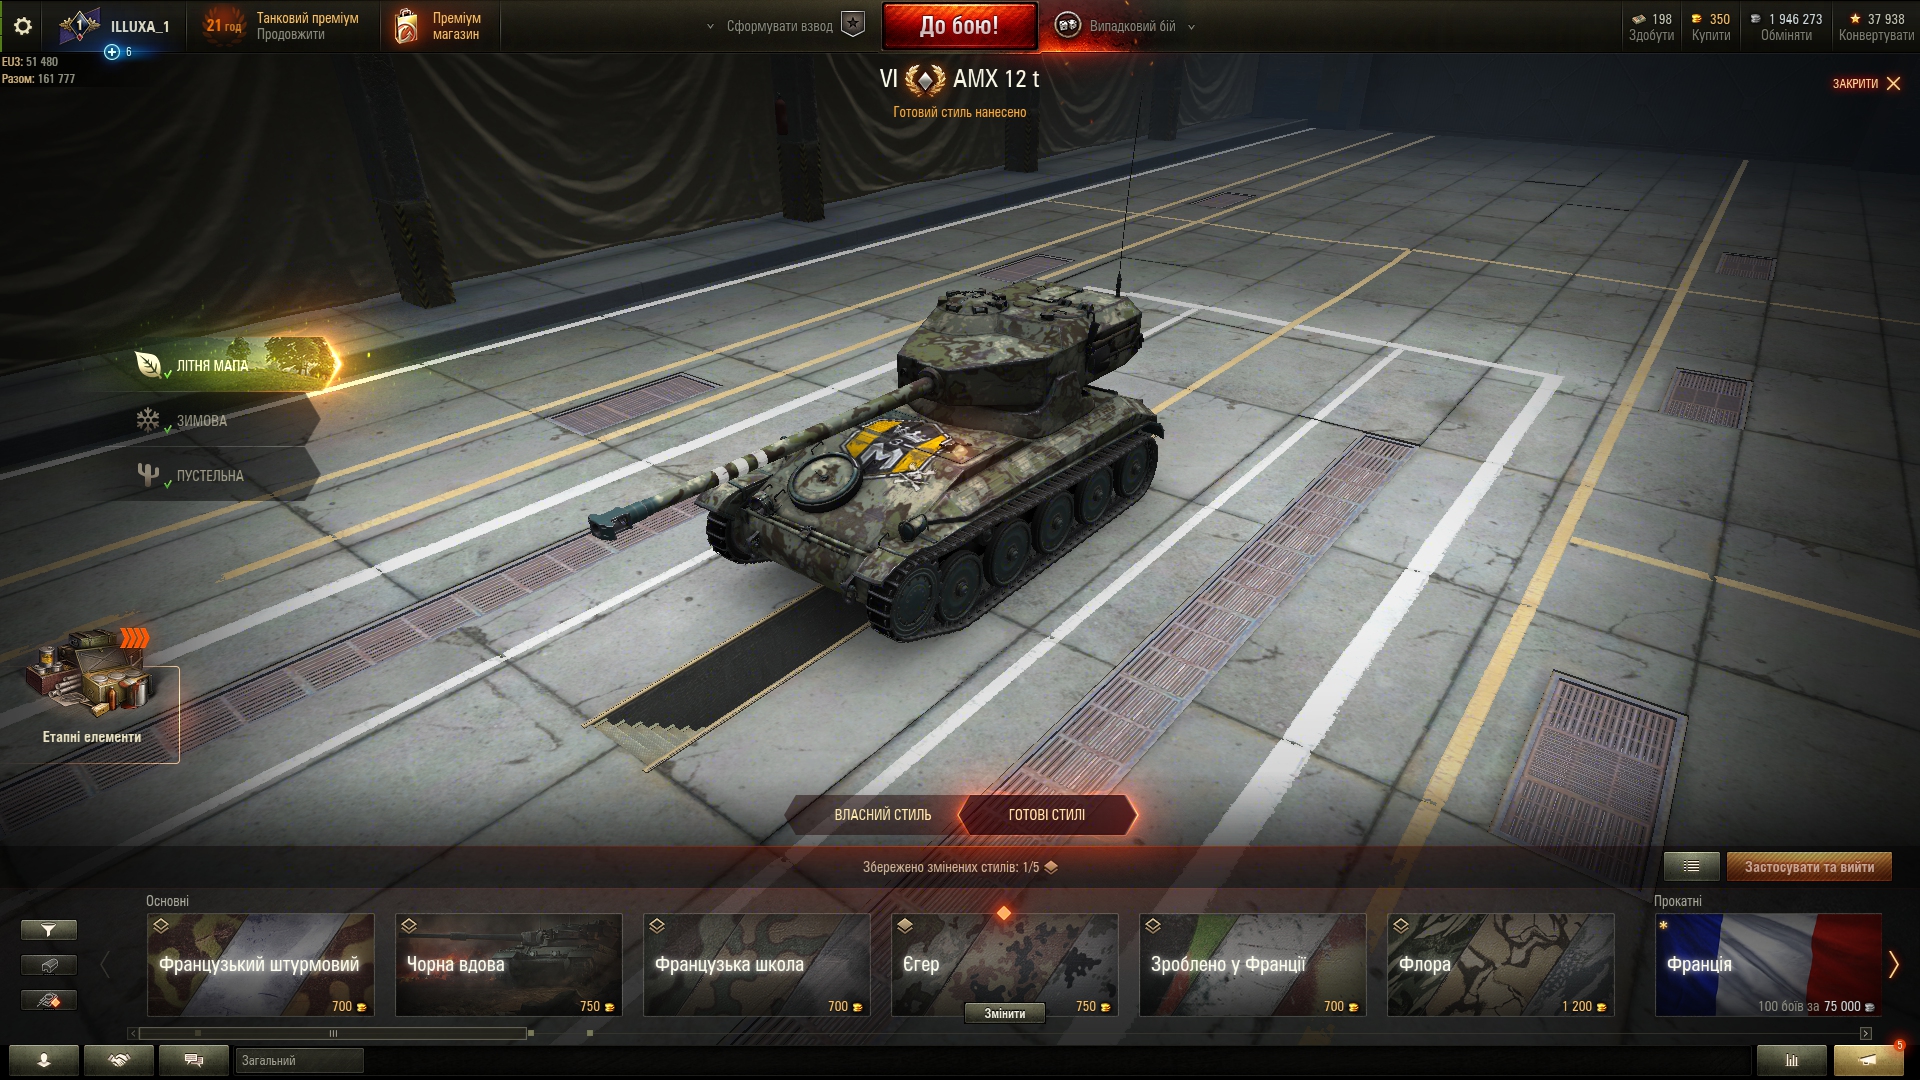 ILLUXA_1
6
21 год
Танковий преміум
Продовжити
Преміум магазин
Сформувати взвод
До бою!
Випадковий бій
198
Здобути
350
Купити
1 946 273
Обміняти
37 938
Конвертувати
EU3: 51 480
Разом: 161 777
VI AMX 12 t
Готовий стиль нанесено
ЗАКРИТИ
ЛІТНЯ МАПА
ЗИМОВА
ПУСТЕЛЬНА
Етапні елементи
ВЛАСНИЙ СТИЛЬ
ГОТОВІ СТИЛІ
Збережено змінених стилів: 1/5
Застосувати та вийти
Основні
Прокатні
Французький штурмовий
700
Чорна вдова
750
Французька школа
700
Єгер
750
Змінити
Зроблено у Франції
700
Флора
1 200
Франція
100 боїв за 75 000
Загальний
5